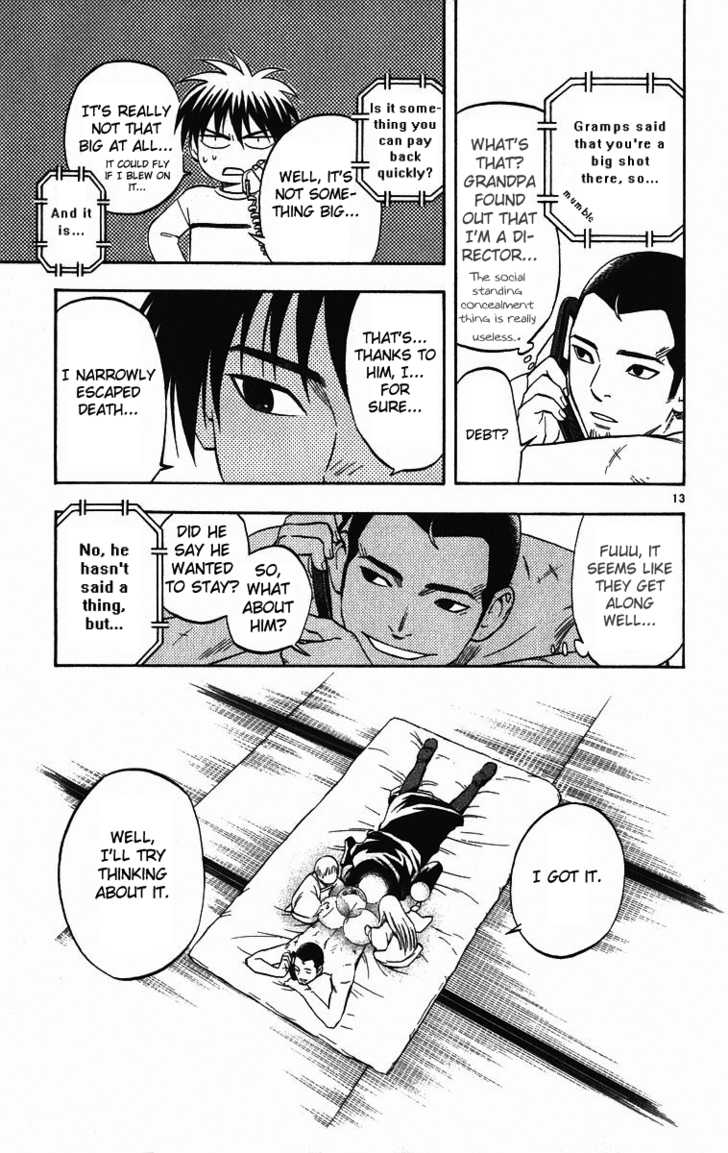 Gramps said
that you're a
big shot
there, so...
mumble
WHAT'S
THAT?
GRANDPA
FOUND
OUT THAT
I'M A DI-
RECTOR...
The social
standing
concealment
thing is really
useless..
DEBT?
Is it some-
thing you
can pay
back
quickly?
WELL, IT'S
NOT SOME-
THING BIG...
IT'S REALLY
NOT THAT
BIG AT ALL...
IT COULD FLY
IF I BLEW ON
IT...
And it
is...
THAT'S...
THANKS TO
HIM, I...
FOR
SURE...
I NARROWLY
ESCAPED
DEATH...
13
FUUU, IT
SEEMS LIKE
THEY GET
ALONG
WELL...
SO,
WHAT
ABOUT
HIM?
DID HE
SAY HE
WANTED
TO STAY?
No, he
hasn't
said a
thing,
but...
I GOT IT.
WELL,
I'LL TRY
THINKING
ABOUT IT.